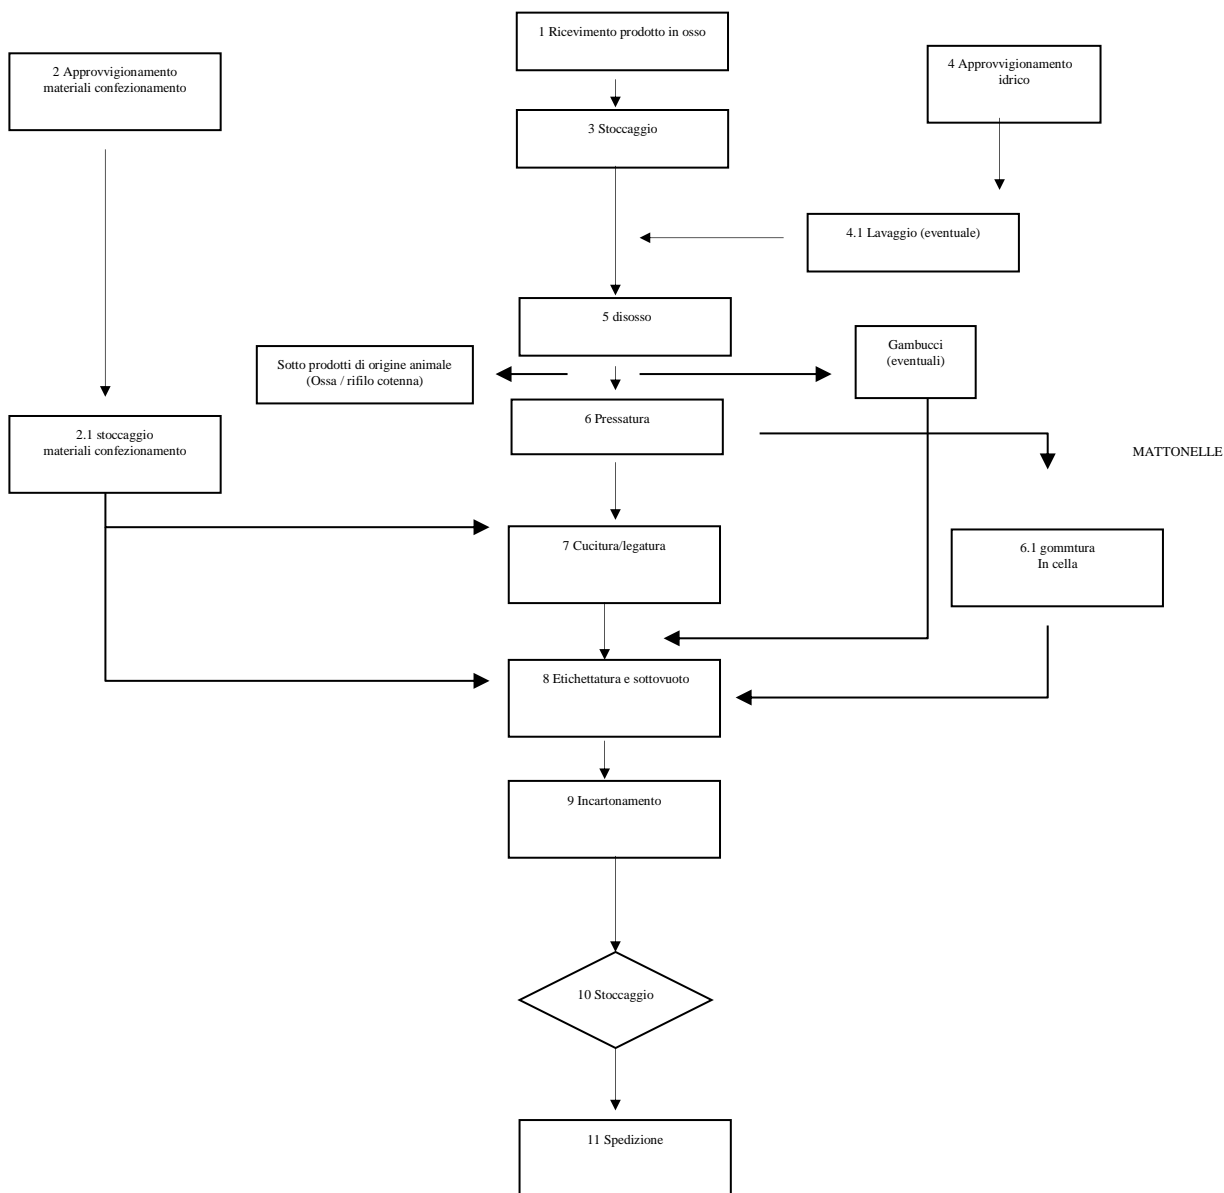 1 Ricevimento prodotto in osso
2 Approvvigionamento
materiali confezionamento
4 Approvvigionamento
idrico
3 Stoccaggio
4.1 Lavaggio (eventuale)
5 disosso
Sotto prodotti di origine animale
(Ossa / rifilo cotenna)
Gambucci
(eventuali)
6 Pressatura
2.1 stoccaggio
materiali confezionamento
MATTONELLE
7 Cucitura/legatura
6.1 gommtura
In cella
8 Etichettatura e sottovuoto
9 Incartonamento
10 Stoccaggio
11 Spedizione